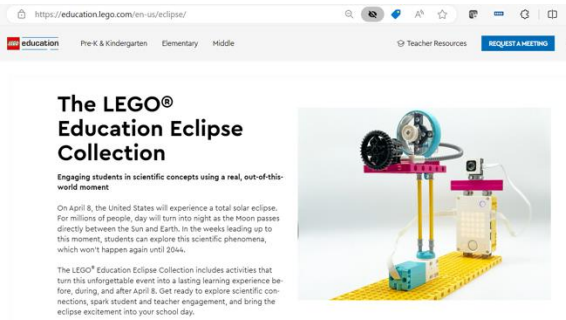 https://education.lego.com/en-us/eclipse/
LEGO education Pre-K & Kindergarten Elementary Middle Teacher Resources REQUEST A MEETING
The LEGO®
Education Eclipse
Collection
Engaging students in scientific concepts using a real, out-of-this-
world moment
On April 8, the United States will experience a total solar eclipse.
For millions of people, day will turn into night as the Moon passes
directly between the Sun and Earth. In the weeks leading up to
this moment, students can explore this scientific phenomena,
which won't happen again until 2044.
The LEGO® Education Eclipse Collection includes activities that
turn this unforgettable event into a lasting learning experience be-
fore, during, and after April 8. Get ready to explore scientific con-
nections, spark student and teacher engagement, and bring the
eclipse excitement into your school day.